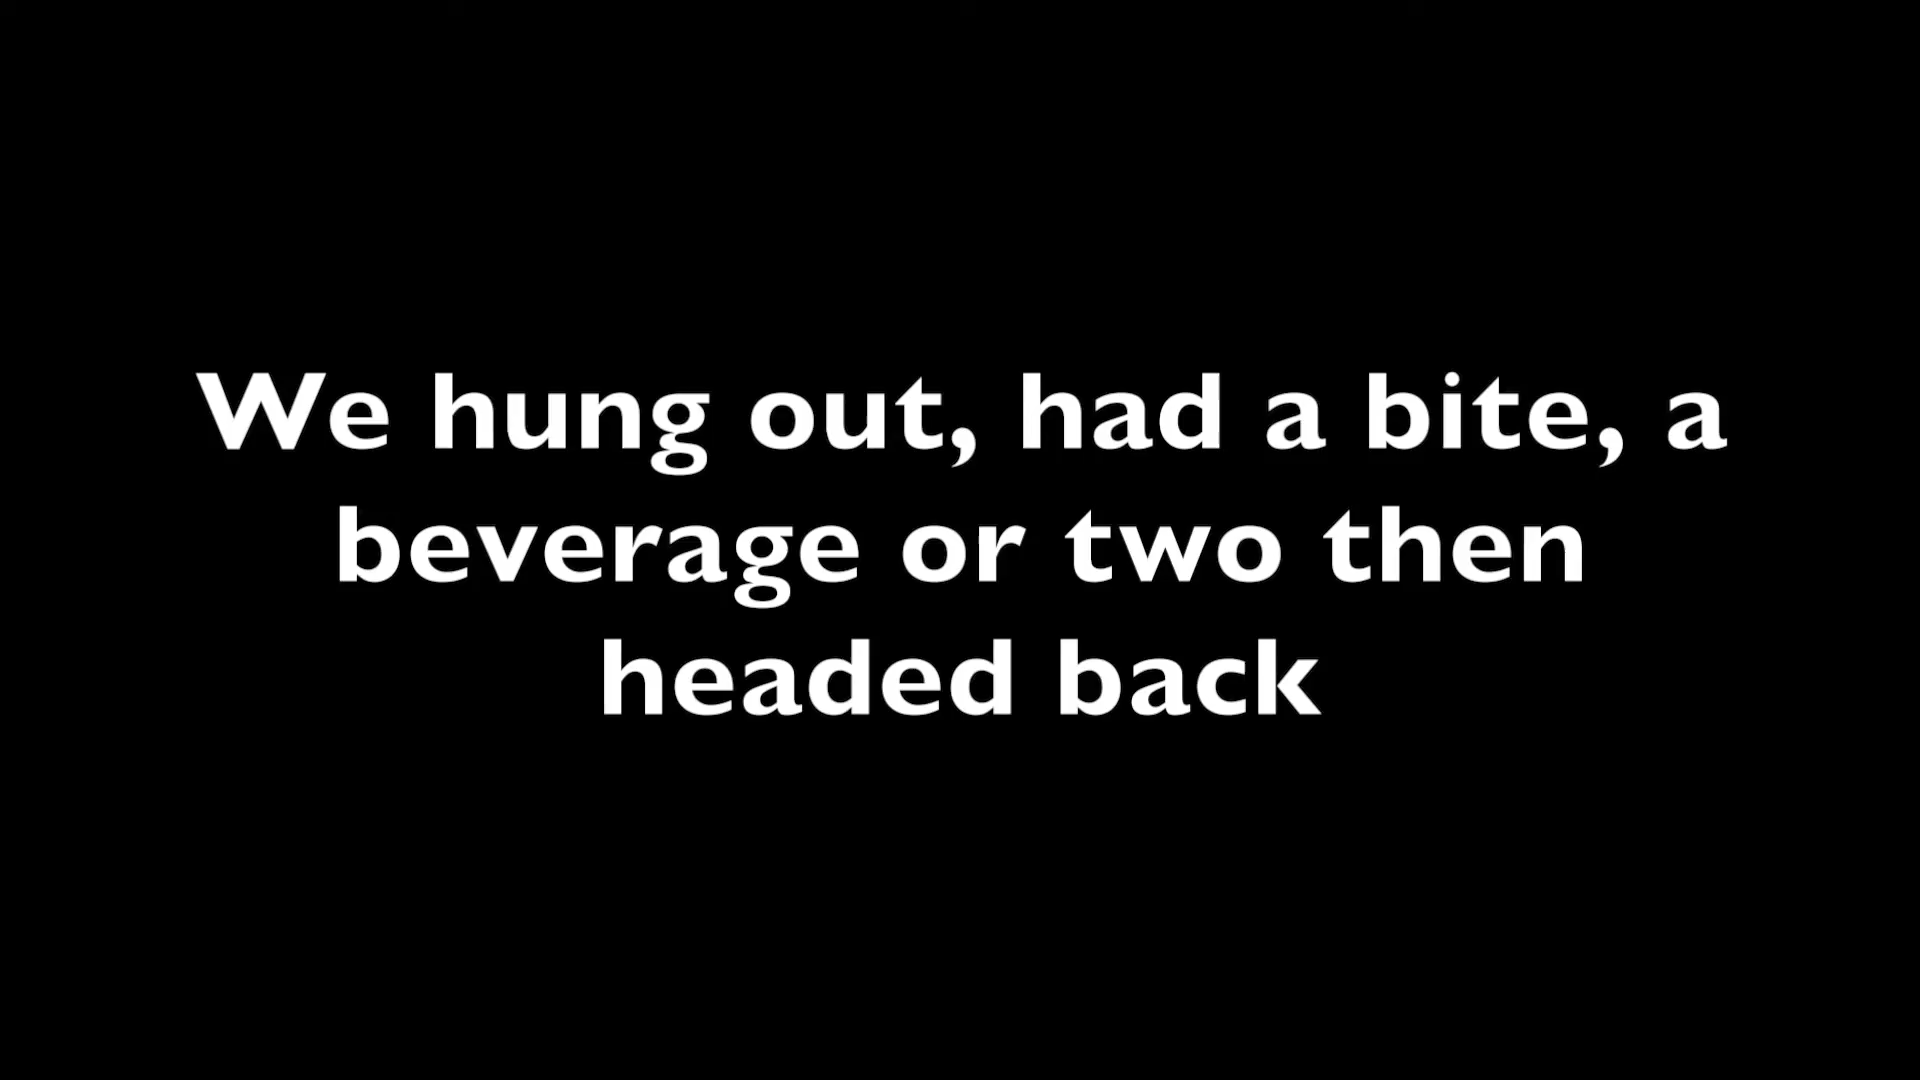 We hung out, had a bite, a
beverage or two then
headed back